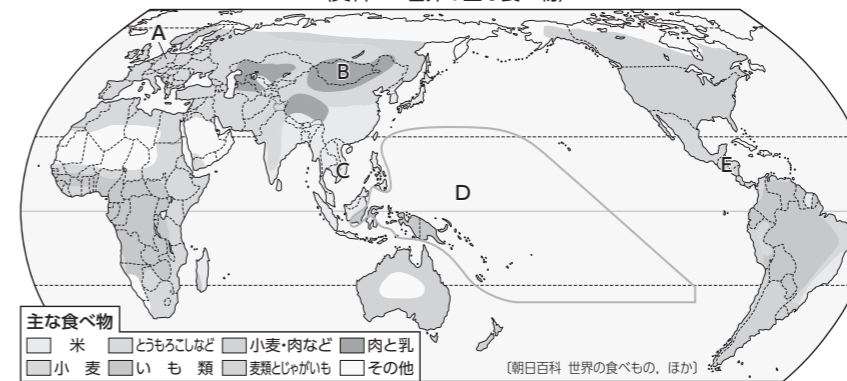 A
B
C
D
E
主な食べ物
米 とうもろこしなど 小麦・肉など 肉と乳
小麦 いも類 麦類とじゃがいも その他
〔朝日百科 世界の食べもの，ほか〕